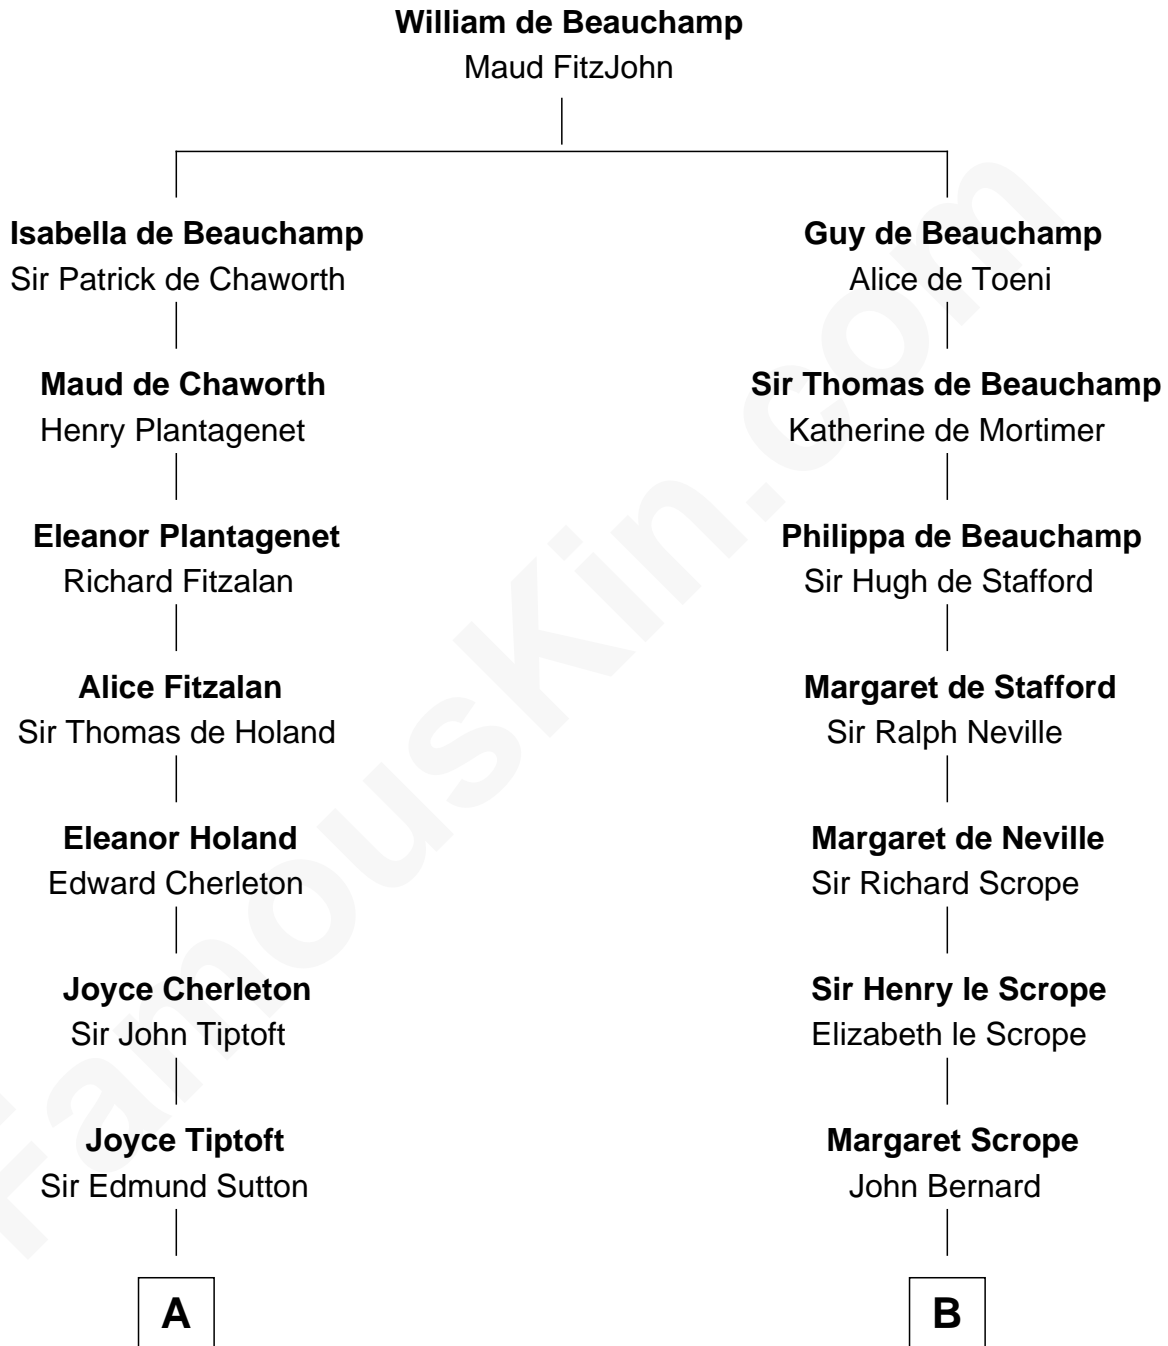 William de Beauchamp
Maud FitzJohn
Isabella de Beauchamp
Sir Patrick de Chaworth
Guy de Beauchamp
Alice de Toeni
Maud de Chaworth
Henry Plantagenet
Sir Thomas de Beauchamp
Katherine de Mortimer
Eleanor Plantagenet
Richard Fitzalan
Philippa de Beauchamp
Sir Hugh de Stafford
Alice Fitzalan
Sir Thomas de Holand
Margaret de Stafford
Sir Ralph Neville
Eleanor Holand
Edward Cherleton
Margaret de Neville
Sir Richard Scrope
Joyce Cherleton
Sir John Tiptoft
Sir Henry le Scrope
Elizabeth le Scrope
Joyce Tiptoft
Sir Edmund Sutton
Margaret Scrope
John Bernard
A
B
FamousKin.com